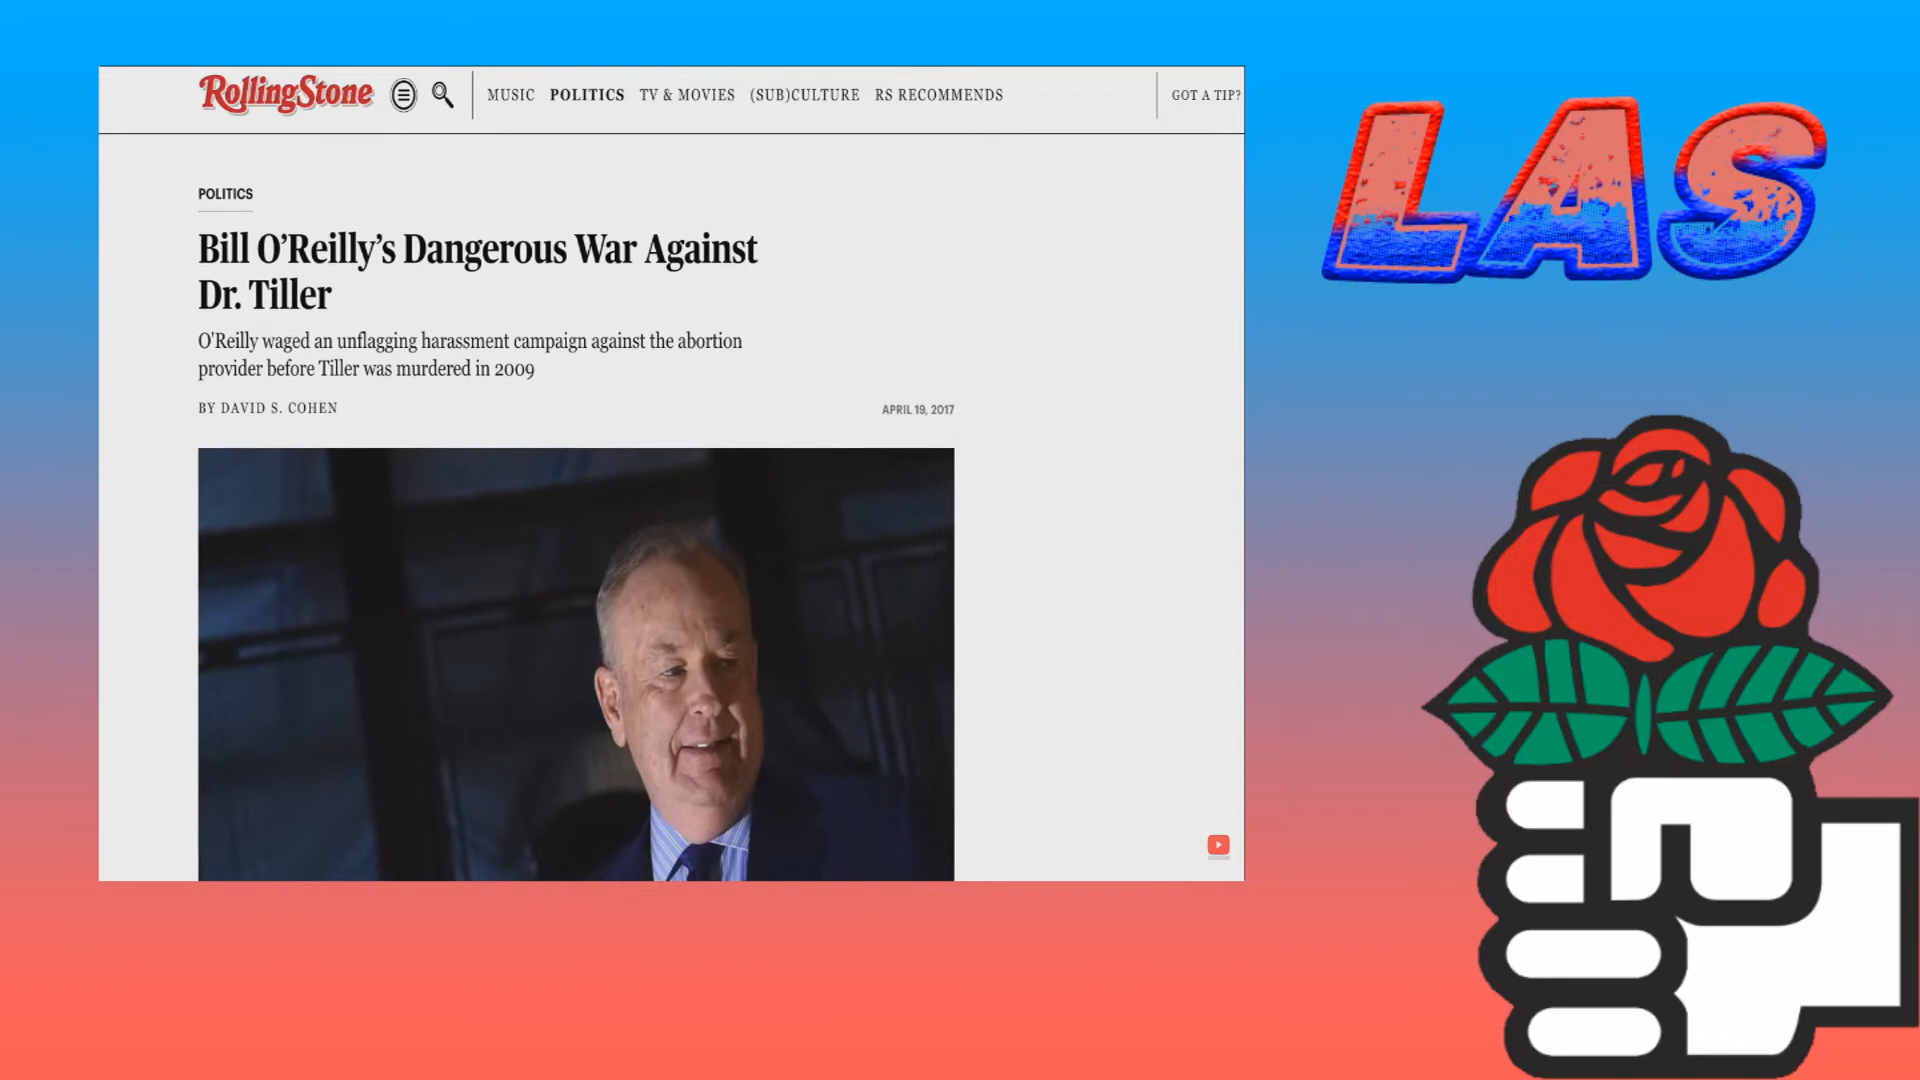 RollingStone
MUSIC POLITICS TV & MOVIES (SUB)CULTURE RS RECOMMENDS
GOT A TIP?
LAS
POLITICS
Bill O’Reilly’s Dangerous War Against
Dr. Tiller
O'Reilly waged an unflagging harassment campaign against the abortion
provider before Tiller was murdered in 2009
BY DAVID S. COHEN
APRIL 19, 2017